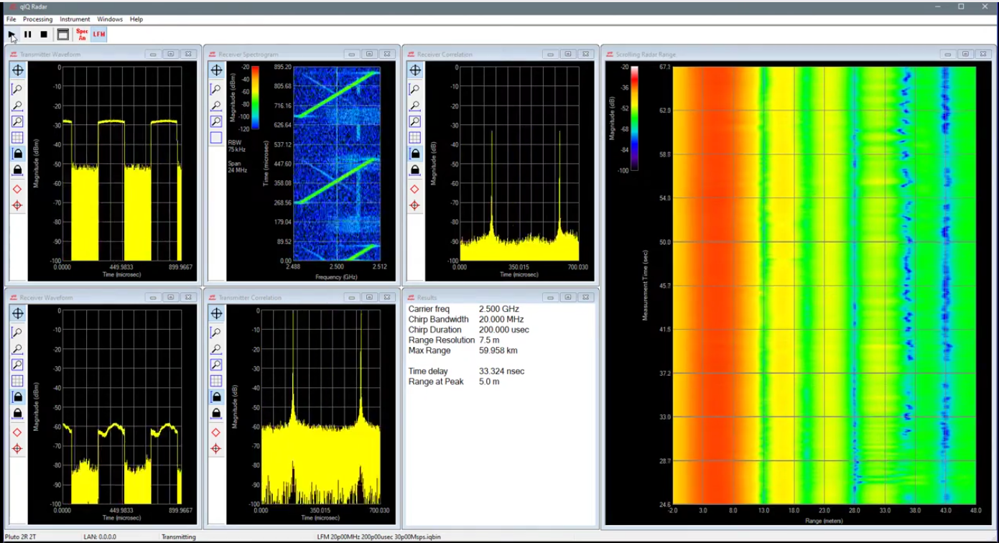 qIQ Radar
File Processing Instrument Windows Help
Spec An LFM
Transmitter Waveform
0
-10
-20
-30
-40
-50
-60
-70
-80
-90
-100
Magnitude (dBm)
0.0000 449.9833 899.9667
Time (microsec)
Receiver Spectrogram
-20
-40
-60
-80
-100
-120
Magnitude (dBm)
RBW
75 kHz
Span
24 MHz
895.20
805.68
716.16
626.64
537.12
447.60
358.08
268.56
179.04
89.52
0.00
Time (microsec)
2.488 2.500 2.512
Frequency (GHz)
Receiver Correlation
0
-10
-20
-30
-40
-50
-60
-70
-80
-90
-100
Magnitude (dB)
0.000 350.015 700.030
Time (microsec)
Scrolling Radar Range
-20
-36
-52
-68
-84
-100
Magnitude (dB)
67.1
62.9
58.8
54.3
50.0
45.7
41.5
37.2
33.0
28.7
24.6
Measurement Time (sec)
-2.0 3.0 8.0 13.0 18.0 23.0 28.0 33.0 38.0 43.0 48.0
Range (meters)
Receiver Waveform
0
-10
-20
-30
-40
-50
-60
-70
-80
-90
-100
Magnitude (dBm)
0.0000 449.9833 899.9667
Time (microsec)
Transmitter Correlation
0
-10
-20
-30
-40
-50
-60
-70
-80
-90
-100
Magnitude (dB)
0.000 350.015 700.030
Time (microsec)
Results
Carrier freq 2.500 GHz
Chirp Bandwidth 20.000 MHz
Chirp Duration 200.000 usec
Range Resolution 7.5 m
Max Range 59.958 km
Time delay 33.324 nsec
Range at Peak 5.0 m
Pluto 2R 2T LAN: 0.0.0.0 Transmitting LFM 20p00MHz 200p00usec 30p00Msps.iqbin